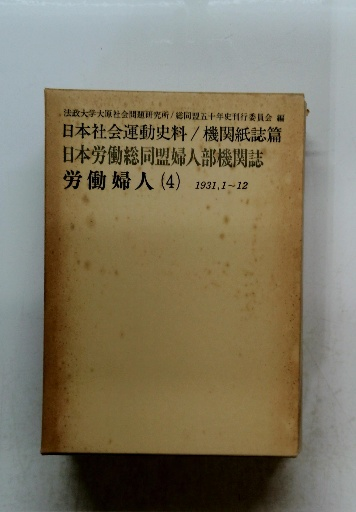 法政大学大原社会問題研究所/総同盟五十年史刊行委員会 編
日本社会運動史料/機関紙誌篇
日本労働総同盟婦人部機関誌
労働婦人(4) 1931,1~12